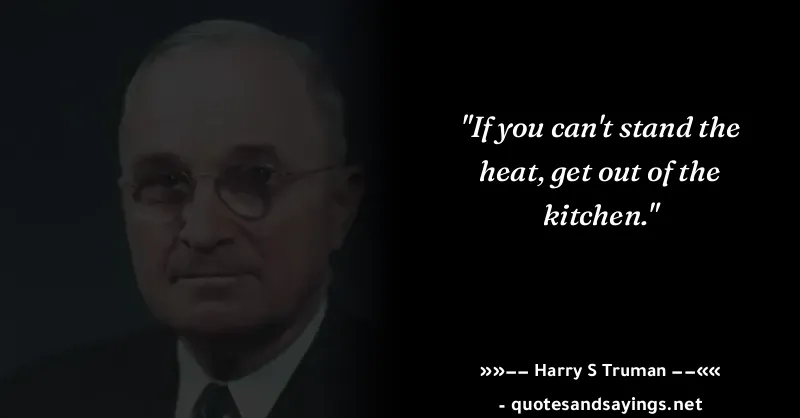 "If you can't stand the
heat, get out of the
kitchen."
»»−− Harry S Truman −−««
- quotesandsayings.net